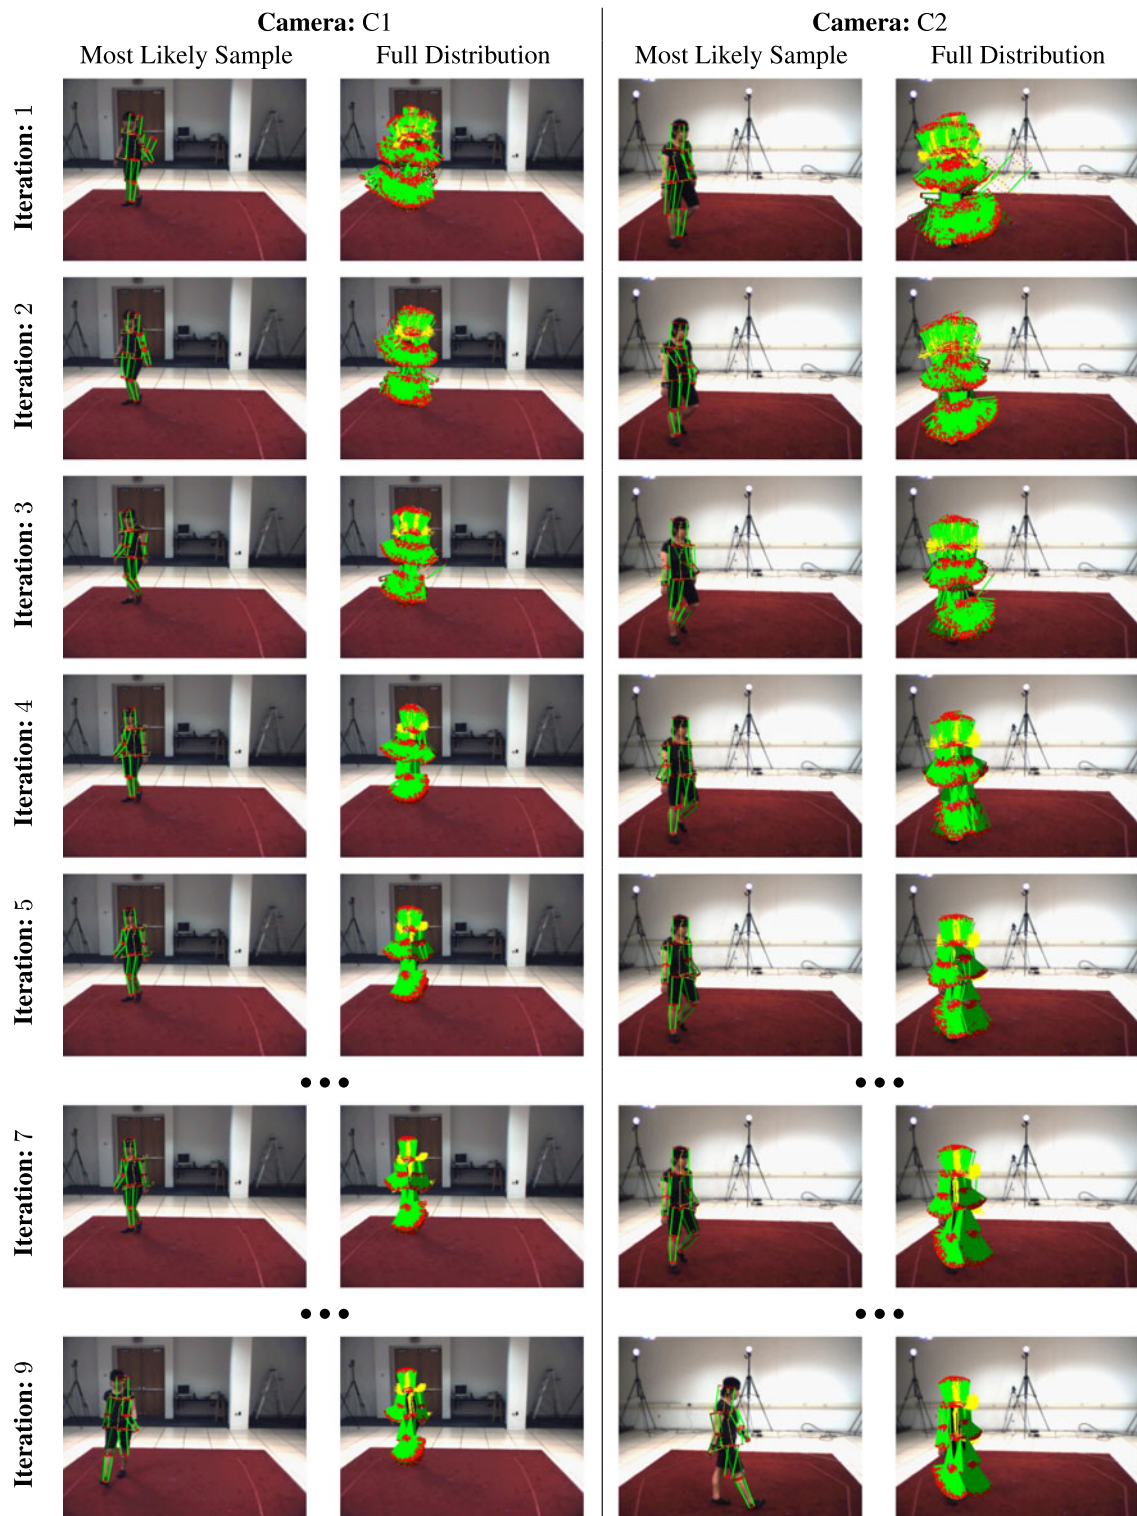 Camera: C1
Camera: C2
Most Likely Sample
Full Distribution
Most Likely Sample
Full Distribution
Iteration: 1
Iteration: 2
Iteration: 3
Iteration: 4
Iteration: 5
•••
•••
Iteration: 7
•••
•••
Iteration: 9